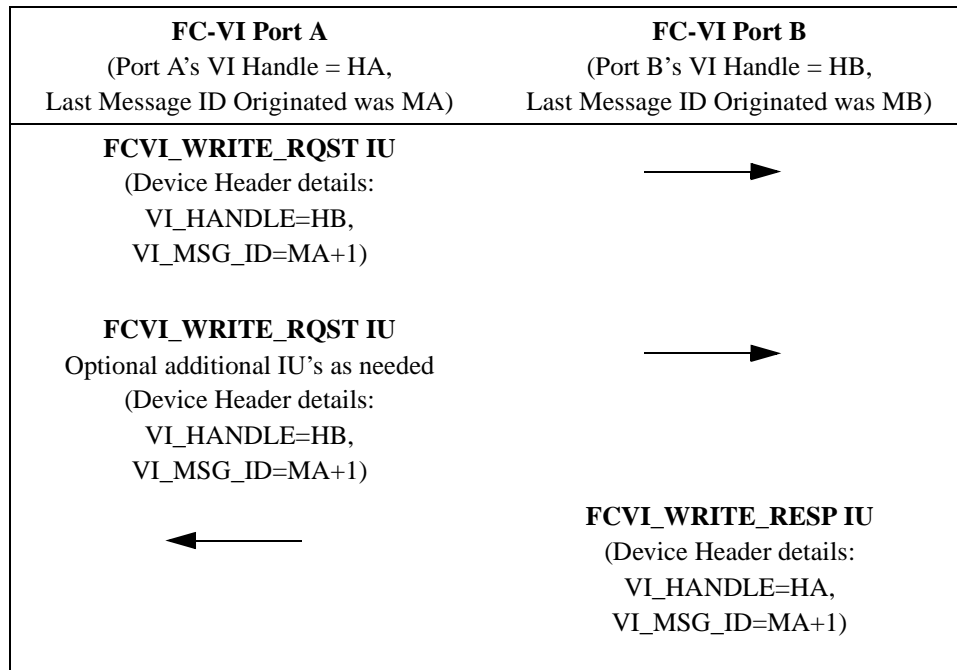 FC-VI Port A
(Port A’s VI Handle = HA,
Last Message ID Originated was MA)
FC-VI Port B
(Port B’s VI Handle = HB,
Last Message ID Originated was MB)
FCVI_WRITE_RQST IU
(Device Header details:
VI_HANDLE=HB,
VI_MSG_ID=MA+1)
FCVI_WRITE_RQST IU
Optional additional IU’s as needed
(Device Header details:
VI_HANDLE=HB,
VI_MSG_ID=MA+1)
FCVI_WRITE_RESP IU
(Device Header details:
VI_HANDLE=HA,
VI_MSG_ID=MA+1)